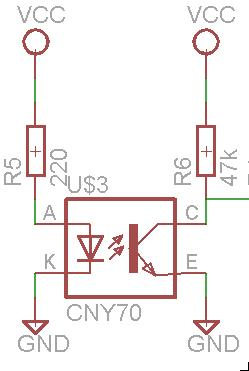 VCC VCC
R5 220
R6 47k
U$3
A C
K E
CNY70
GND GND